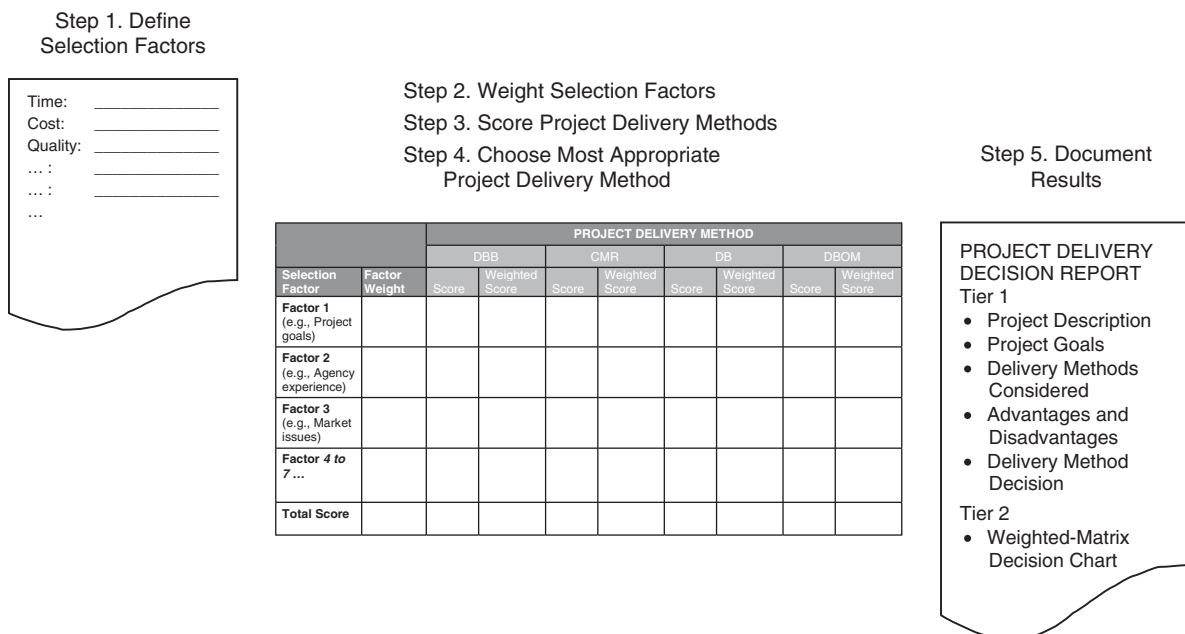 Step 1. Define
Selection Factors
Time: ______________
Cost: ______________
Quality: ______________
… : ______________
… : ______________
…
Step 2. Weight Selection Factors
Step 3. Score Project Delivery Methods
Step 4. Choose Most Appropriate
Project Delivery Method
PROJECT DELIVERY METHOD
DBB CMR DB DBOM
Selection Factor Weighted Weighted Weighted Weighted
Factor Weight Score Score Score Score Score Score Score Score
Factor 1
(e.g., Project
goals)
Factor 2
(e.g., Agency
experience)
Factor 3
(e.g., Market
issues)
Factor 4 to
7 …
Total Score
Step 5. Document
Results
PROJECT DELIVERY
DECISION REPORT
Tier 1
• Project Description
• Project Goals
• Delivery Methods
Considered
• Advantages and
Disadvantages
• Delivery Method
Decision
Tier 2
• Weighted-Matrix
Decision Chart